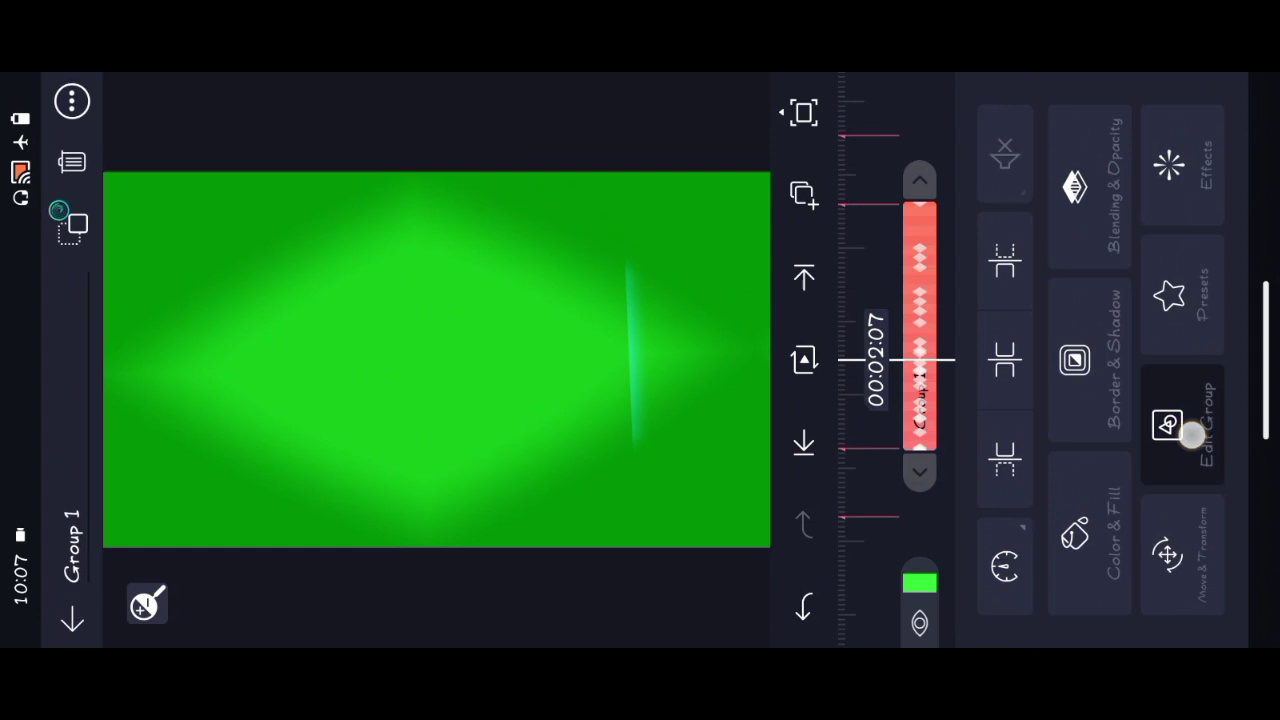 10:07
Group 1
00:02:07
Move & Transform
Edit Group
Presets
Effects
Color & Fill
Border & Shadow
Blending & Opacity